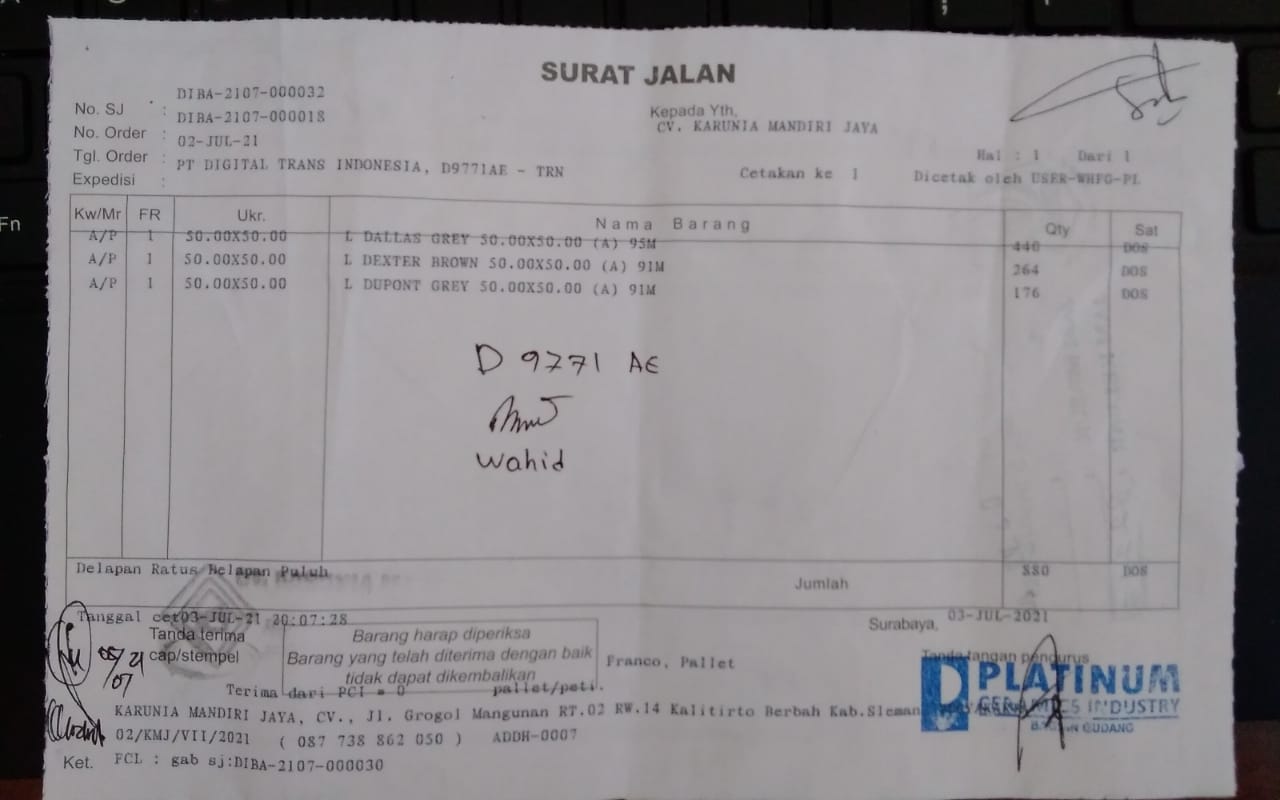 SURAT JALAN
No. SJ : DIBA-2107-000032
No. Order : DIBA-2107-000018
Tgl. Order : 02-JUL-21
Expedisi : PT DIGITAL TRANS INDONESIA, D9771AE - TRN
Kepada Yth,
CV. KARUNIA MANDIRI JAYA
Hal : 1 Dari 1
Cetakan ke 1 Dicetak oleh USER-WHFG-PL
Kw/Mr FR Ukr. Nama Barang Qty Sat
A/P 1 50.00X50.00 L DALLAS GREY 50.00X50.00 (A) 95M 440 DOS
A/P 1 50.00X50.00 L DEXTER BROWN 50.00X50.00 (A) 91M 264 DOS
A/P 1 50.00X50.00 L DUPONT GREY 50.00X50.00 (A) 91M 176 DOS
D 9771 AE
Wahid
Delapan Ratus Delapan Puluh Jumlah 880 DOS
Tanggal cet03-JUL-21 20:07:28
Surabaya, 03-JUL-2021
Tanda terima
cap/stempel
Barang harap diperiksa
Barang yang telah diterima dengan baik
tidak dapat dikembalikan
Franco, Pallet
Tanda tangan pengurus
Terima dari PCI = 0 pallet/peti.
PLATINUM
CERAMICS INDUSTRY
GUDANG
KARUNIA MANDIRI JAYA, CV., Jl. Grogol Mangunan RT.02 RW.14 Kalitirto Berbah Kab.Sleman
02/KMJ/VII/2021 ( 087 738 862 050 ) ADDH-0007
Ket. FCL : gab sj:DIBA-2107-000030